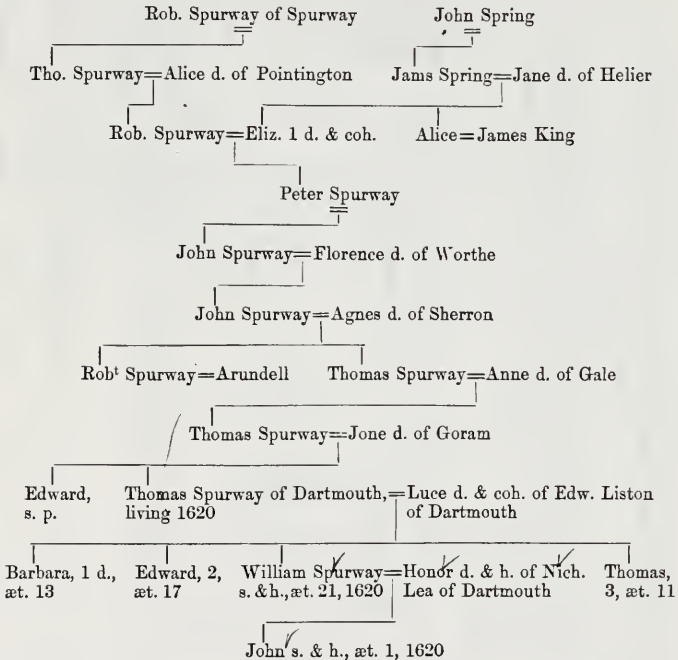 Rob. Spurway of Spurway John Spring
Tho. Spurway=Alice d. of Pointington Jams Spring=Jane d. of Helier
Rob. Spurway=Eliz. 1 d. & coh. Alice=James King
Peter Spurway
John Spurway=Florence d. of Worthe
John Spurway=Agnes d. of Sherron
Robᵗ Spurway=Arundell Thomas Spurway=Anne d. of Gale
Thomas Spurway=Jone d. of Goram
Edward, Thomas Spurway of Dartmouth,=Luce d. & coh. of Edw. Liston
s. p. living 1620 of Dartmouth
Barbara, 1 d., Edward, 2, William Spurway=Honor d. & h. of Nich. Thomas,
æt. 13 æt. 17 s. &h., æt. 21, 1620 Lea of Dartmouth 3, æt. 11
John s. & h., æt. 1, 1620